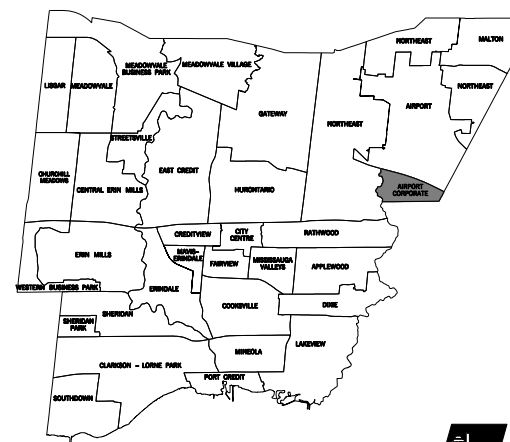 NORTHEAST
MALTON
MEADOWVALE
BUSINESS PARK
MEADOWVALE VILLAGE
LISGAR
MEADOWVALE
NORTHEAST
AIRPORT
GATEWAY
NORTHEAST
STREETSVILLE
EAST CREDIT
CHURCHILL
MEADOWS
CENTRAL ERIN MILLS
HURONTARIO
AIRPORT
CORPORATE
CREDITVIEW
CITY
CENTRE
RATHWOOD
ERIN MILLS
MAVIS-
ERINDALE
FAIRVIEW
MISSISSAUGA
VALLEYS
APPLEWOOD
WESTERN BUSINESS PARK
ERINDALE
SHERIDAN
COOKSVILLE
DIXIE
SHERIDAN
PARK
LAKEVIEW
MINEOLA
CLARKSON - LORNE PARK
PORT CREDIT
SOUTHDOWN